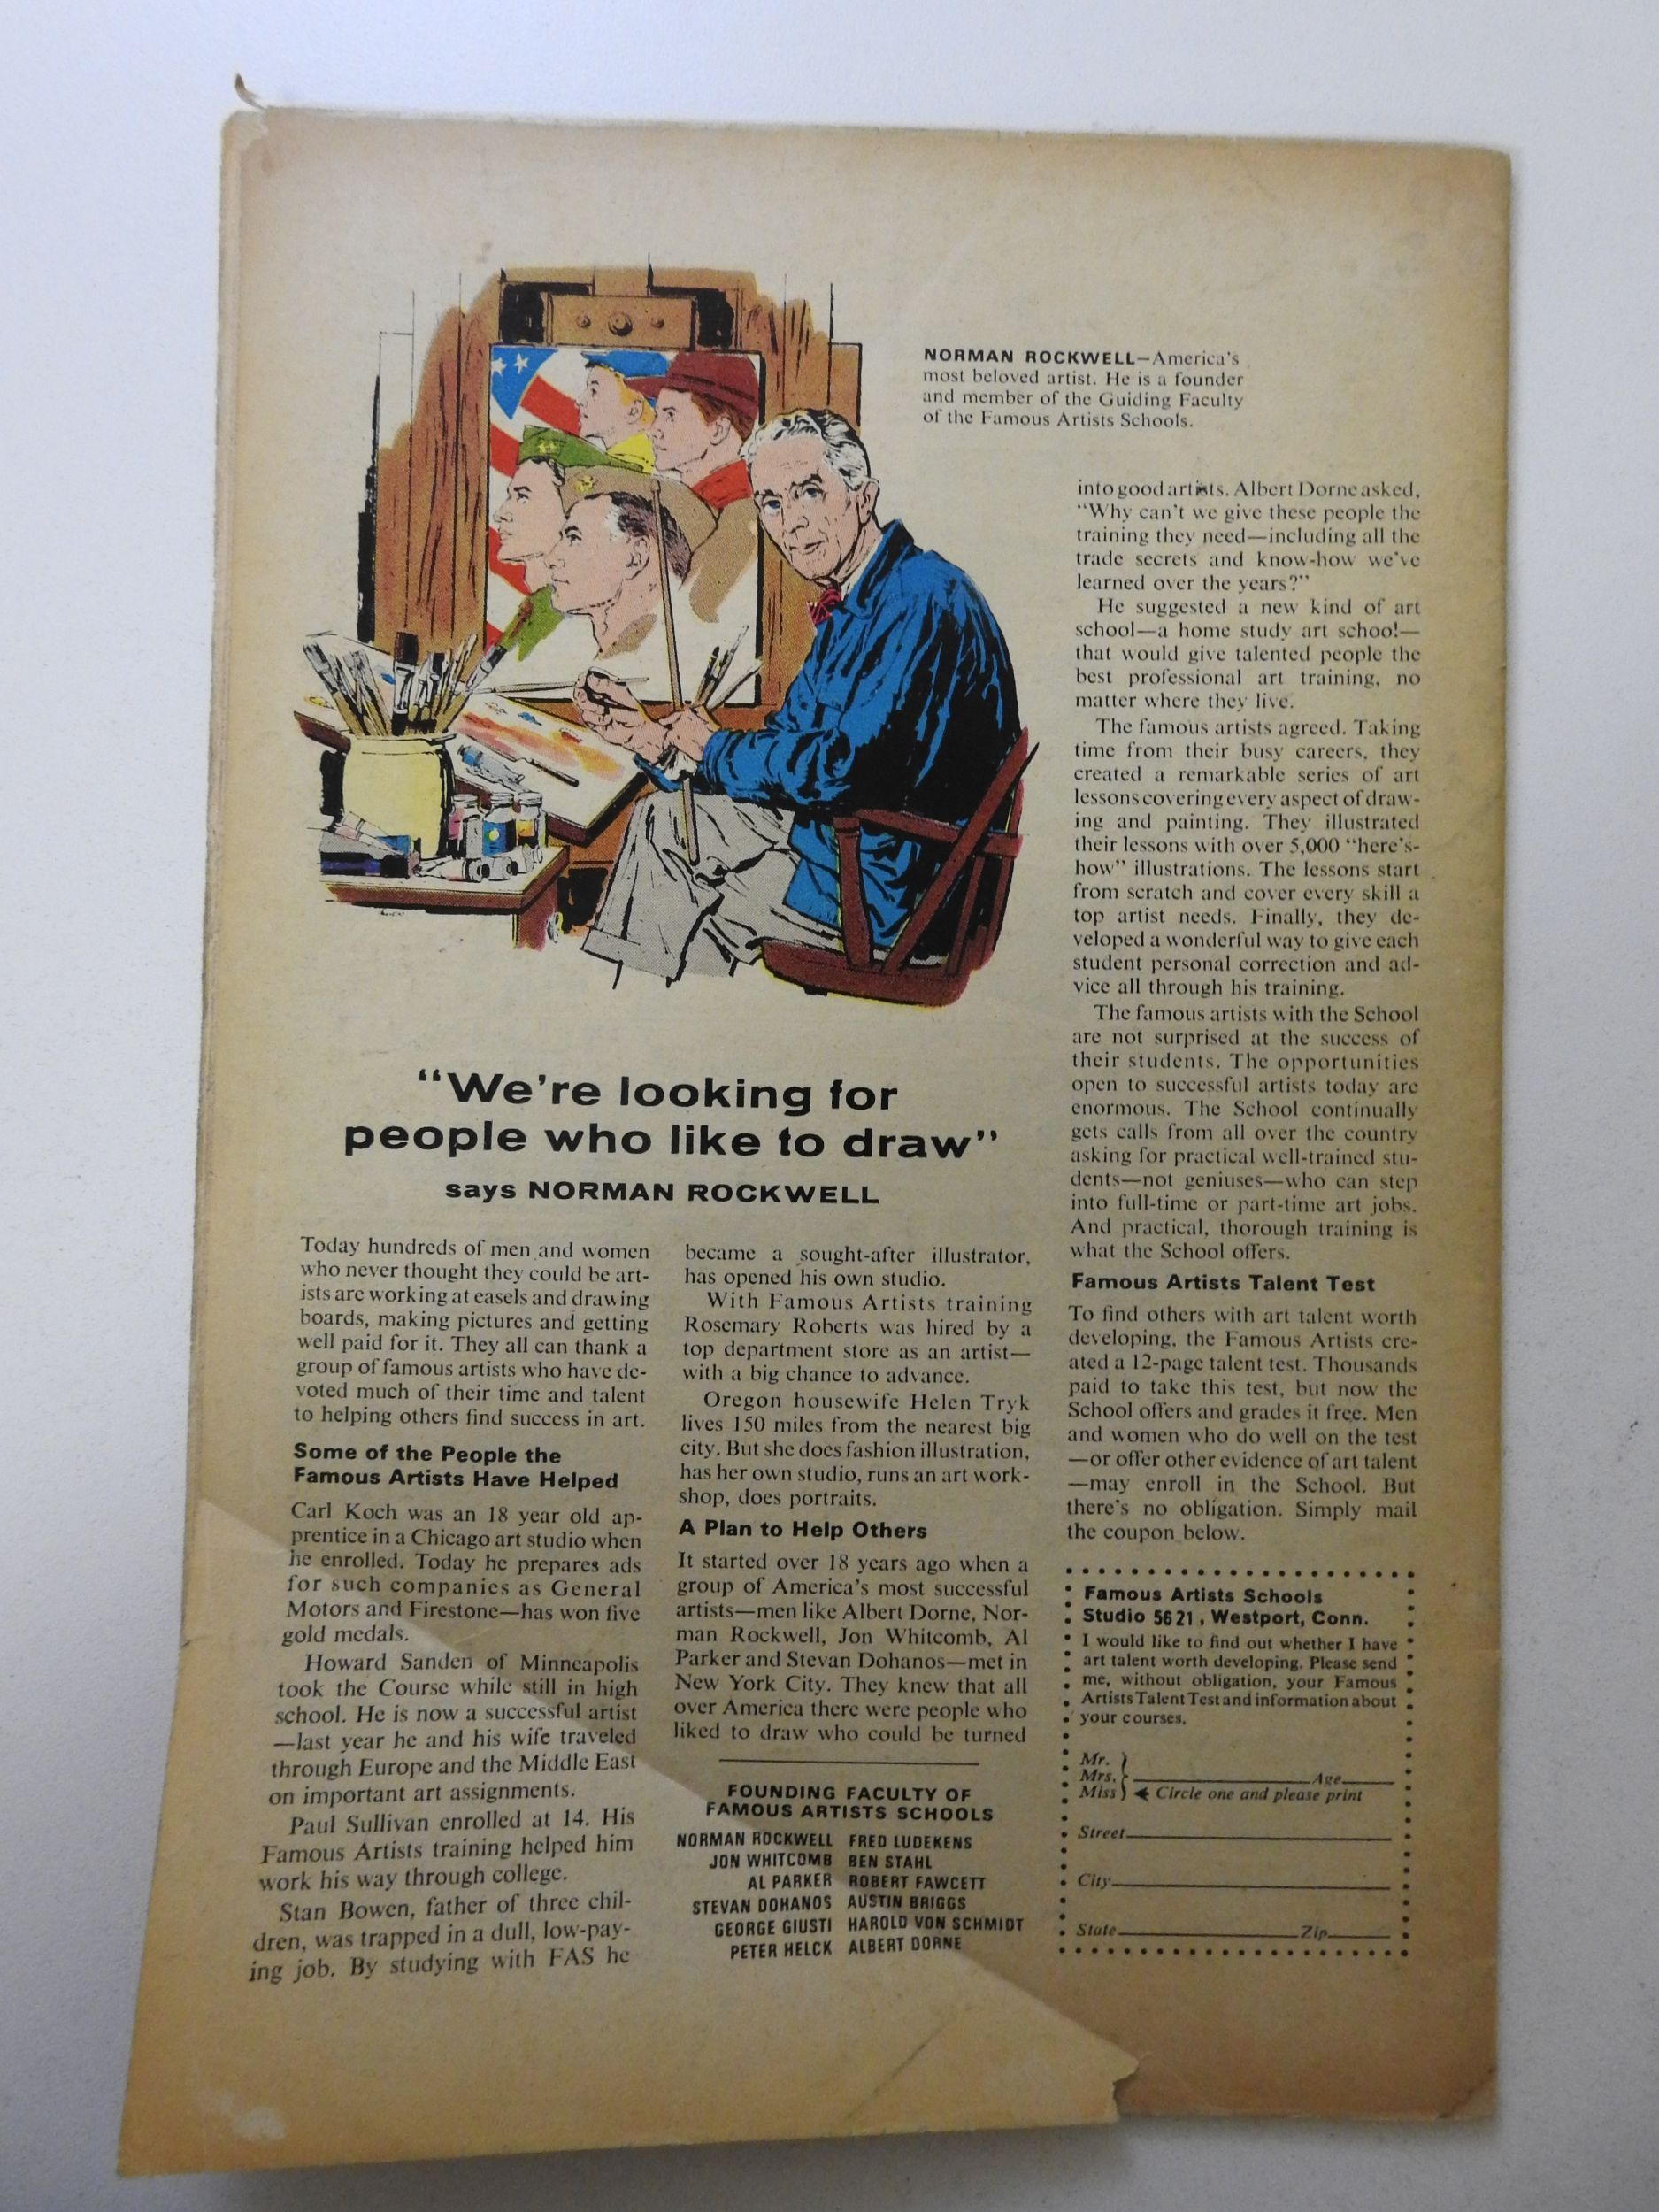 NORMAN ROCKWELL—America's
most beloved artist. He is a founder
and member of the Guiding Faculty
of the Famous Artists Schools.
"We're looking for
people who like to draw"
says NORMAN ROCKWELL
Today hundreds of men and women
who never thought they could be art-
ists are working at easels and drawing
boards, making pictures and getting
well paid for it. They all can thank a
group of famous artists who have de-
voted much of their time and talent
to helping others find success in art.
Some of the People the
Famous Artists Have Helped
Carl Koch was an 18 year old ap-
prentice in a Chicago art studio when
he enrolled. Today he prepares ads
for such companies as General
Motors and Firestone—has won five
gold medals.
Howard Sanden of Minneapolis
took the Course while still in high
school. He is now a successful artist
—last year he and his wife traveled
through Europe and the Middle East
on important art assignments.
Paul Sullivan enrolled at 14. His
Famous Artists training helped him
work his way through college.
Stan Bowen, father of three chil-
dren, was trapped in a dull, low-pay-
ing job. By studying with FAS he
became a sought-after illustrator,
has opened his own studio.
With Famous Artists training
Rosemary Roberts was hired by a
top department store as an artist—
with a big chance to advance.
Oregon housewife Helen Tryk
lives 150 miles from the nearest big
city. But she does fashion illustration,
has her own studio, runs an art work-
shop, does portraits.
A Plan to Help Others
It started over 18 years ago when a
group of America's most successful
artists—men like Albert Dorne, Nor-
man Rockwell, Jon Whitcomb, Al
Parker and Stevan Dohanos—met in
New York City. They knew that all
over America there were people who
liked to draw who could be turned
FOUNDING FACULTY OF
FAMOUS ARTISTS SCHOOLS
NORMAN ROCKWELL FRED LUDEKENS
JON WHITCOMB BEN STAHL
AL PARKER ROBERT FAWCETT
STEVAN DOHANOS AUSTIN BRIGGS
GEORGE GIUSTI HAROLD VON SCHMIDT
PETER HELCK ALBERT DORNE
into good artists. Albert Dorne asked,
"Why can't we give these people the
training they need—including all the
trade secrets and know-how we've
learned over the years?"
He suggested a new kind of art
school—a home study art school—
that would give talented people the
best professional art training, no
matter where they live.
The famous artists agreed. Taking
time from their busy careers, they
created a remarkable series of art
lessons covering every aspect of draw-
ing and painting. They illustrated
their lessons with over 5,000 "here's-
how" illustrations. The lessons start
from scratch and cover every skill a
top artist needs. Finally, they de-
veloped a wonderful way to give each
student personal correction and ad-
vice all through his training.
The famous artists with the School
are not surprised at the success of
their students. The opportunities
open to successful artists today are
enormous. The School continually
gets calls from all over the country
asking for practical well-trained stu-
dents—not geniuses—who can step
into full-time or part-time art jobs.
And practical, thorough training is
what the School offers.
Famous Artists Talent Test
To find others with art talent worth
developing, the Famous Artists cre-
ated a 12-page talent test. Thousands
paid to take this test, but now the
School offers and grades it free. Men
and women who do well on the test
—or offer other evidence of art talent
—may enroll in the School. But
there's no obligation. Simply mail
the coupon below.
Famous Artists Schools
Studio 5621, Westport, Conn.
I would like to find out whether I have
art talent worth developing. Please send
me, without obligation, your Famous
Artists Talent Test and information about
your courses.
Mr.
Mrs. Age
Miss Circle one and please print
Street
City
State Zip